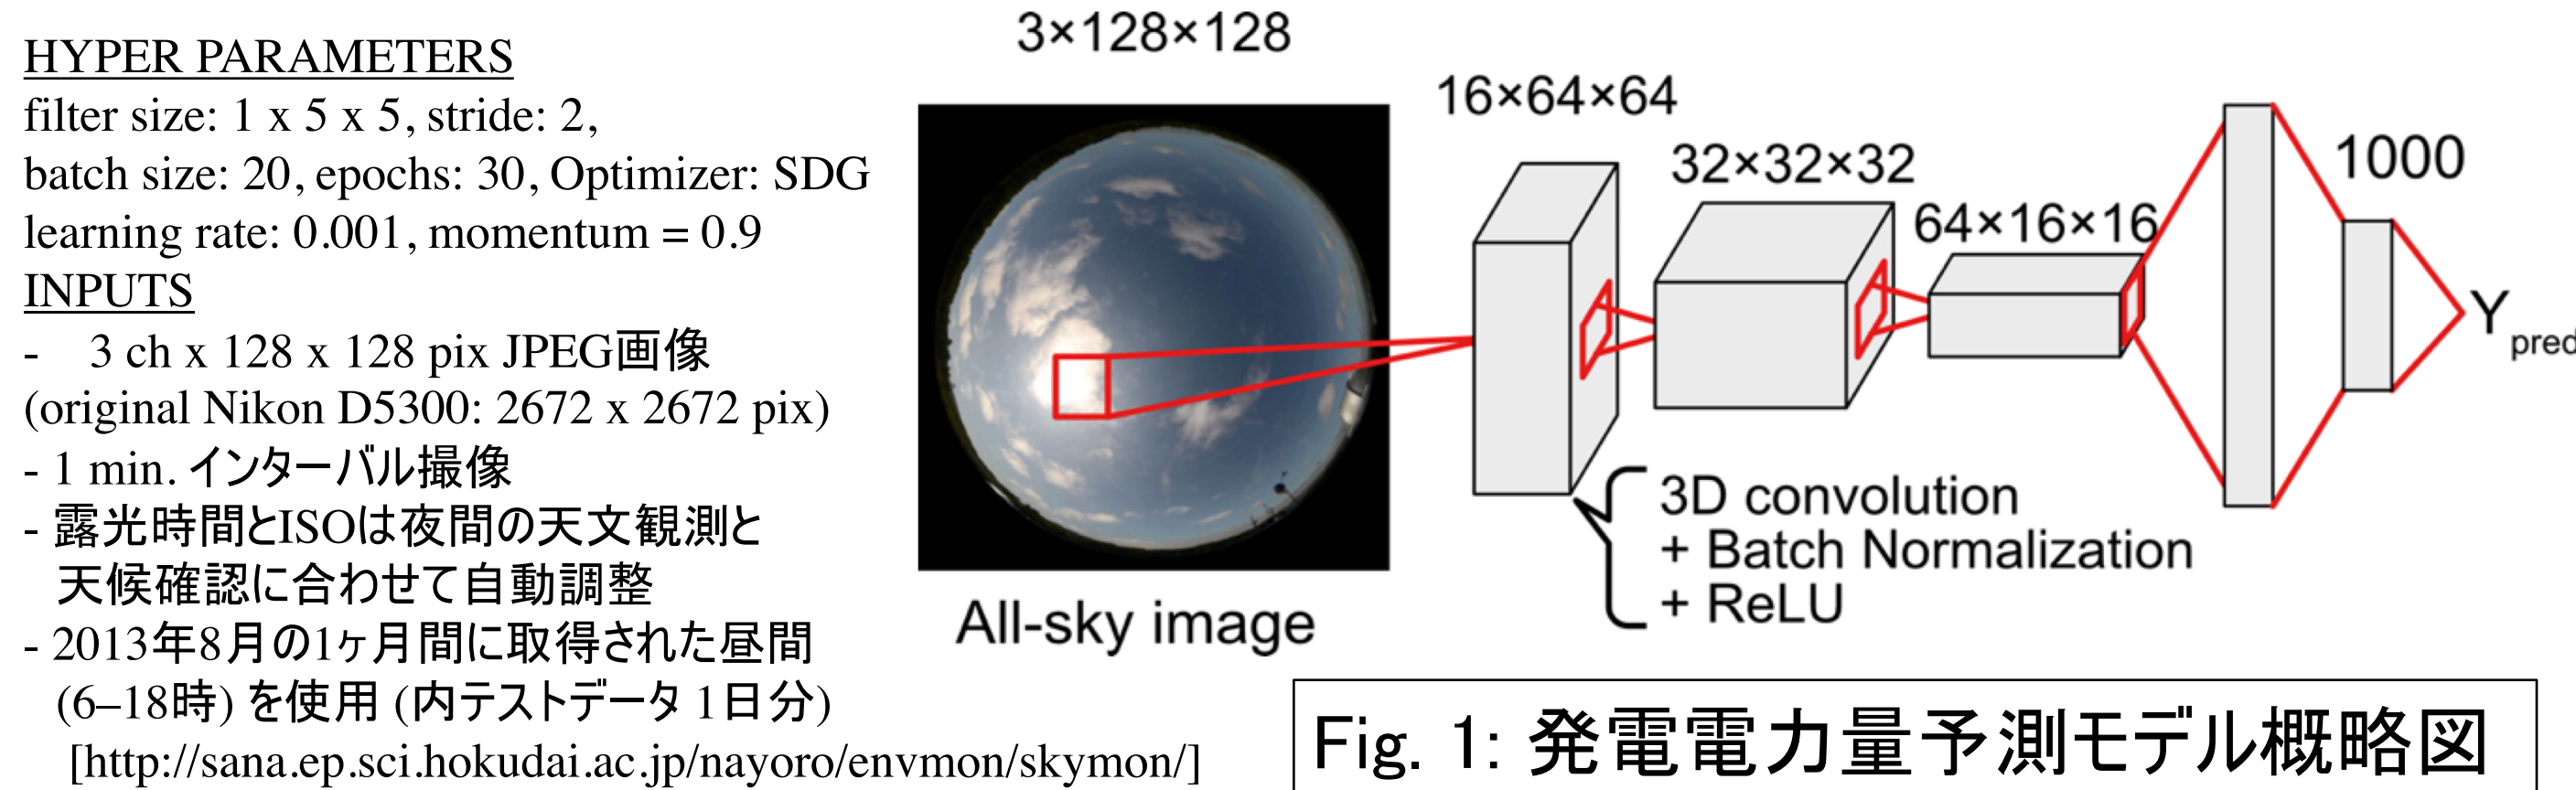 HYPER PARAMETERS
filter size: 1 x 5 x 5, stride: 2,
batch size: 20, epochs: 30, Optimizer: SDG
learning rate: 0.001, momentum = 0.9
INPUTS
- 3 ch x 128 x 128 pix JPEG画像
(original Nikon D5300: 2672 x 2672 pix)
- 1 min. インターバル撮像
- 露光時間とISOは夜間の天文観測と
天候確認に合わせて自動調整
- 2013年8月の1ヶ月間に取得された昼間
(6–18時) を使用 (内テストデータ 1日分)
[http://sana.ep.sci.hokudai.ac.jp/nayoro/envmon/skymon/]
3×128×128
16×64×64
32×32×32
64×16×16
1000
Y pred
All-sky image
3D convolution
+ Batch Normalization
+ ReLU
Fig. 1: 発電電力量予測モデル概略図